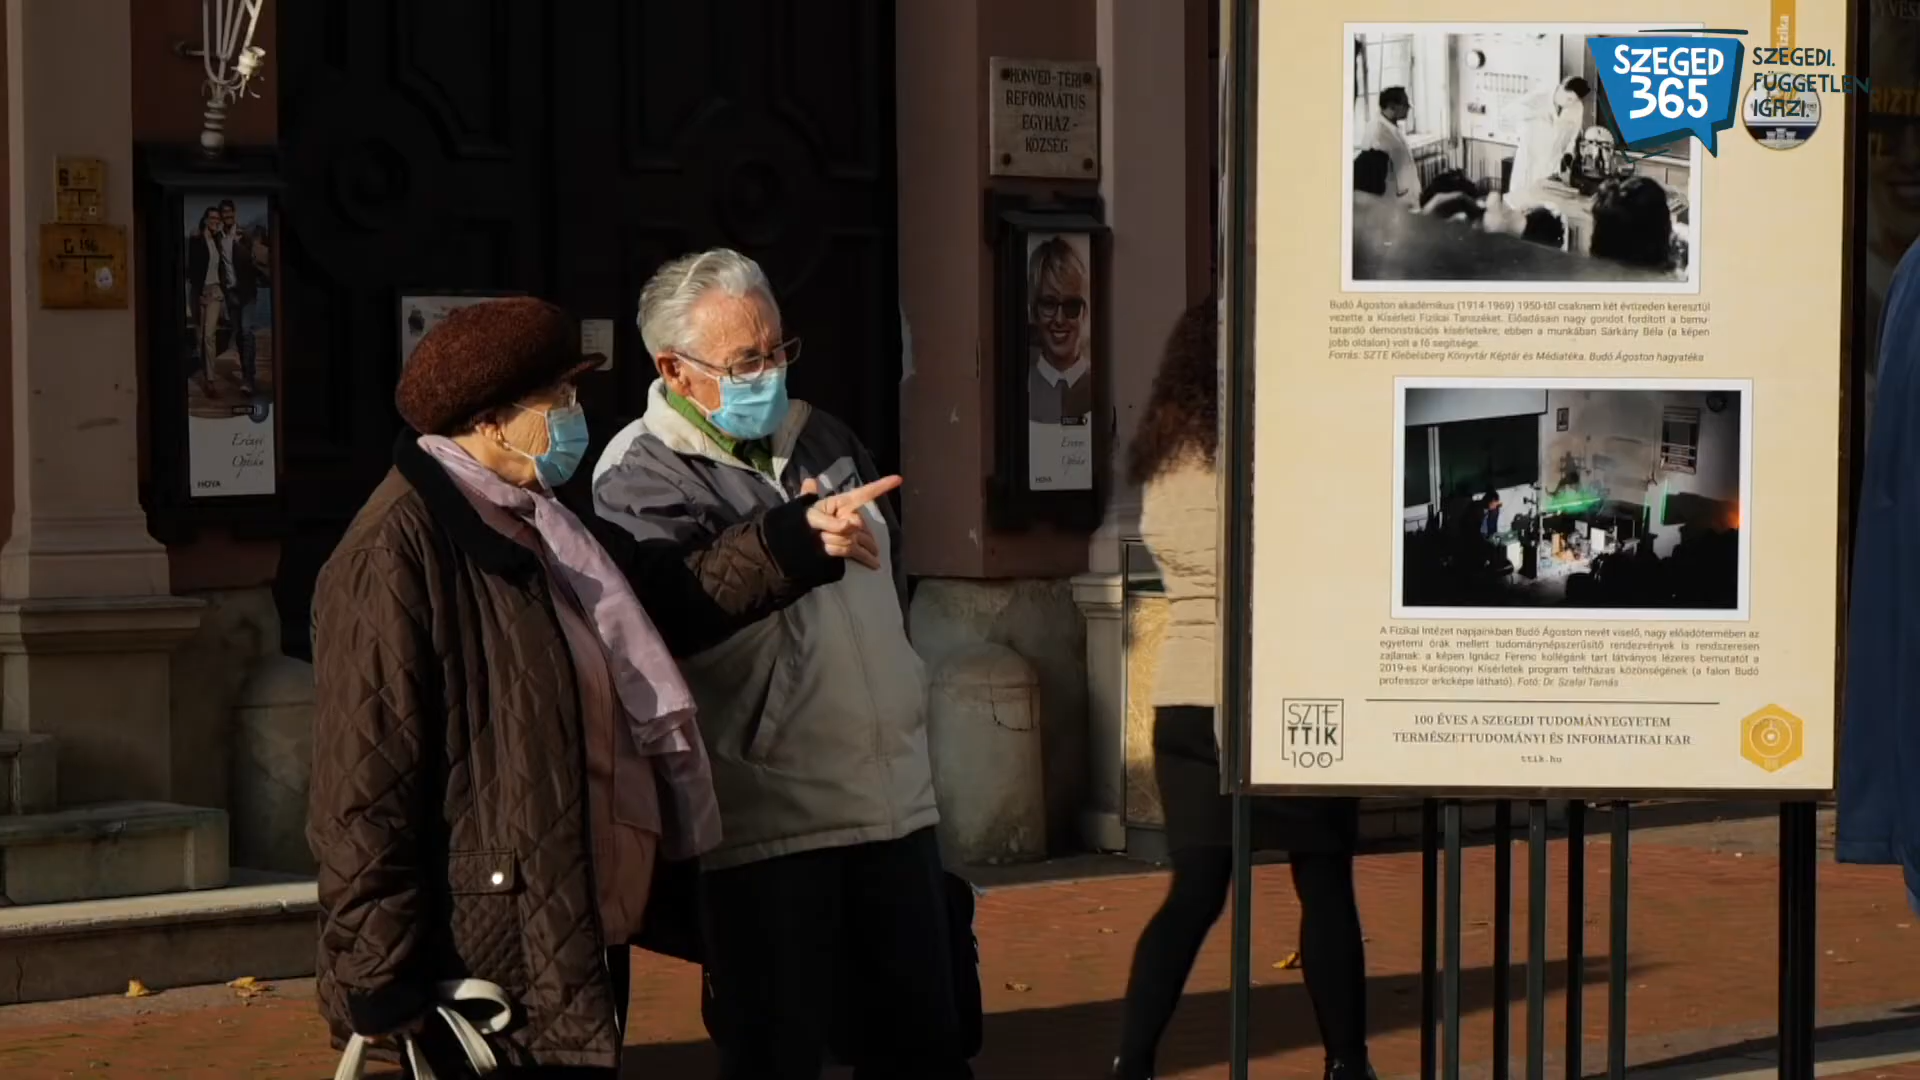 SZEGED
365
SZEGEDI.
FÜGGETLEN.
IGAZI.
HONVÉD-TÉRI
REFORMÁTUS
EGYHÁZ-
KÖZSÉG
G 156
Erényi
Optika
HOYA
HOYA
Budó Ágoston akadémikus (1914-1969) 1950-től csaknem két évtizeden keresztül
vezette a Kísérleti Fizikai Tanszéket. Előadásain nagy gondot fordított a bemu-
tatandó demonstrációs kísérletekre; ebben a munkában Sárkány Béla (a képen
jobb oldalon) volt a fő segítsége.
Forrás: SZTE Klebelsberg Könyvtár Képtár és Médiatéka, Budó Ágoston hagyatéka
A Fizikai Intézet napjainkban Budó Ágoston nevét viselő, nagy előadótermében az
egyetemi órák mellett tudománynépszerűsítő rendezvények is rendszeresen
zajlanak: a képen Ignácz Ferenc kollégánk tart látványos lézeres bemutatót a
2019-es Karácsonyi Kísérletek program teltházas közönségének (a falon Budó
professzor arcképe látható). Fotó: Dr. Szalai Tamás
SZTE
TTIK
100
100 ÉVES A SZEGEDI TUDOMÁNYEGYETEM
TERMÉSZETTUDOMÁNYI ÉS INFORMATIKAI KAR
ttik.hu